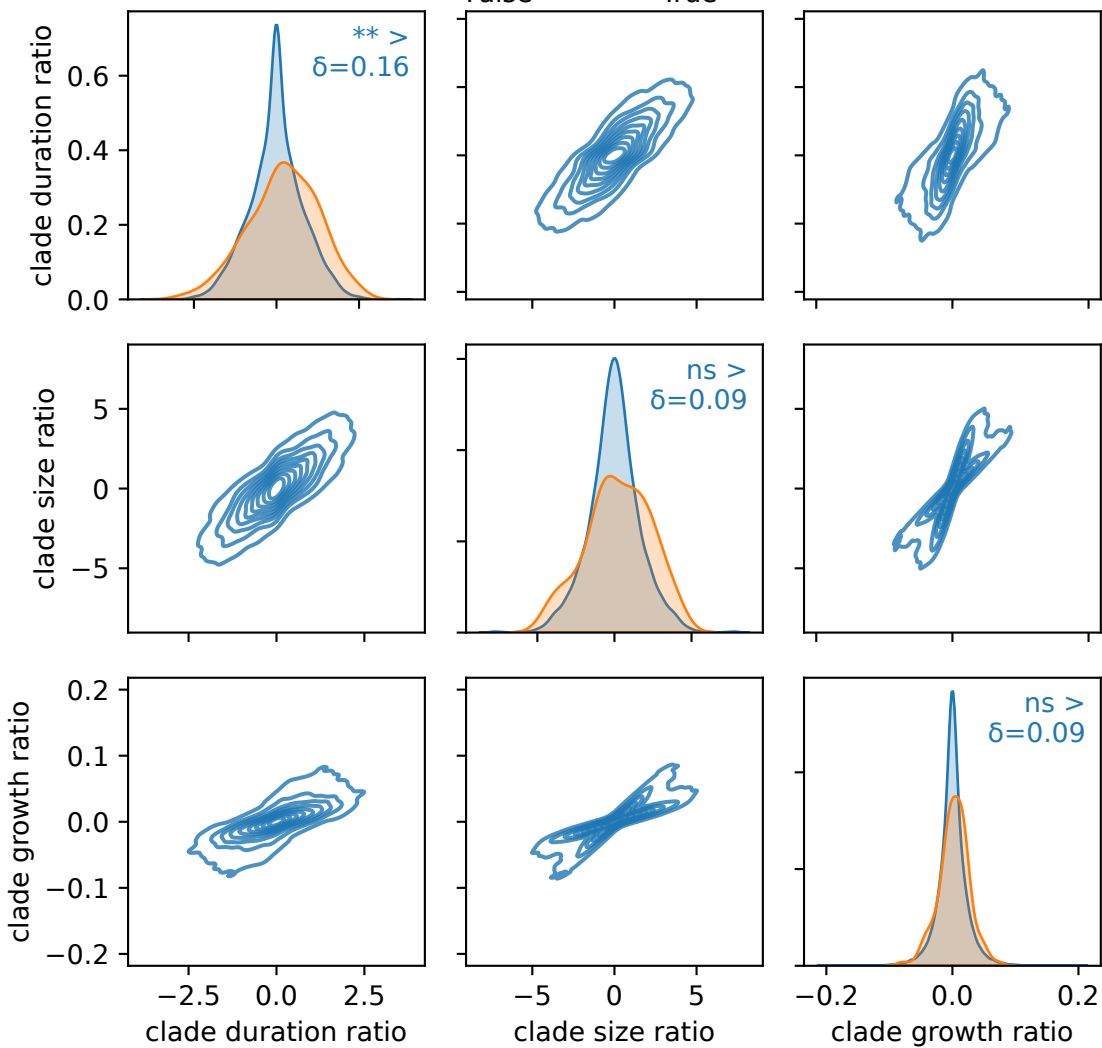 False True
clade duration ratio
0.6
0.4
0.2
0.0
** >
δ=0.16
clade size ratio
5
0
−5
ns >
δ=0.09
clade growth ratio
0.2
0.1
0.0
−0.1
−0.2
ns >
δ=0.09
−2.5 0.0 2.5
−5 0 5
−0.2 0.0 0.2
clade duration ratio
clade size ratio
clade growth ratio